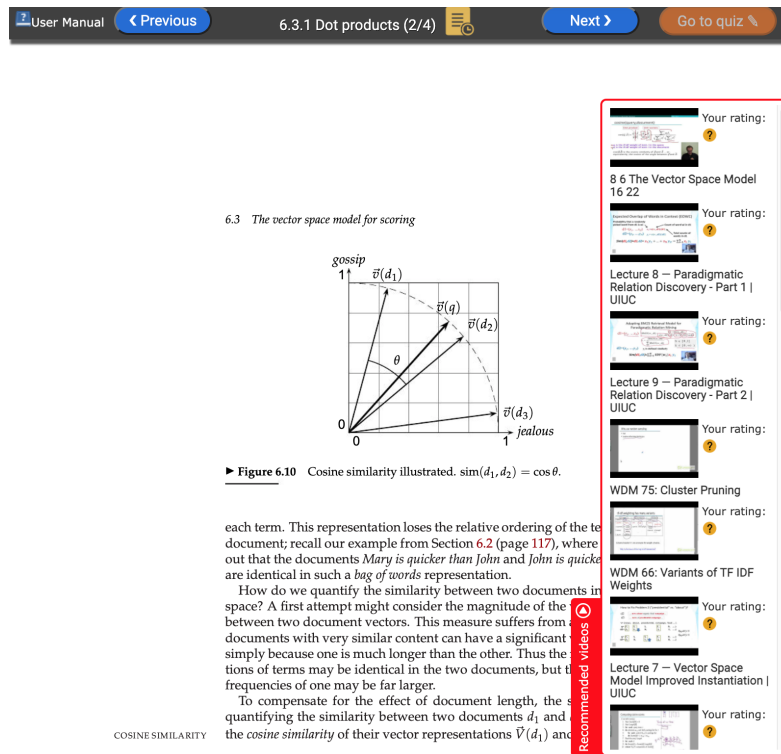 ?
User Manual
❮ Previous
6.3.1 Dot products (2/4)
Next ❯
Go to quiz ✎
6.3 The vector space model for scoring
gossip
1
v⃗(d₁)
v⃗(q)
v⃗(d₂)
θ
v⃗(d₃)
0
jealous
0
1
► Figure 6.10 Cosine similarity illustrated. sim(d₁, d₂) = cos θ.
each term. This representation loses the relative ordering of the te
document; recall our example from Section 6.2 (page 117), where
out that the documents Mary is quicker than John and John is quicke
are identical in such a bag of words representation.
How do we quantify the similarity between two documents in
space? A first attempt might consider the magnitude of the
between two document vectors. This measure suffers from
documents with very similar content can have a significant
simply because one is much longer than the other. Thus the
tions of terms may be identical in the two documents, but
frequencies of one may be far larger.
To compensate for the effect of document length, the s
quantifying the similarity between two documents d₁ and
COSINE SIMILARITY
the cosine similarity of their vector representations V⃗(d₁) and
Recommended videos
Your rating:
?
8 6 The Vector Space Model
16 22
Your rating:
?
Lecture 8 — Paradigmatic
Relation Discovery - Part 1 |
UIUC
Your rating:
?
Lecture 9 — Paradigmatic
Relation Discovery - Part 2 |
UIUC
Your rating:
?
WDM 75: Cluster Pruning
Your rating:
?
WDM 66: Variants of TF IDF
Weights
Your rating:
?
Lecture 7 — Vector Space
Model Improved Instantiation |
UIUC
Your rating:
?